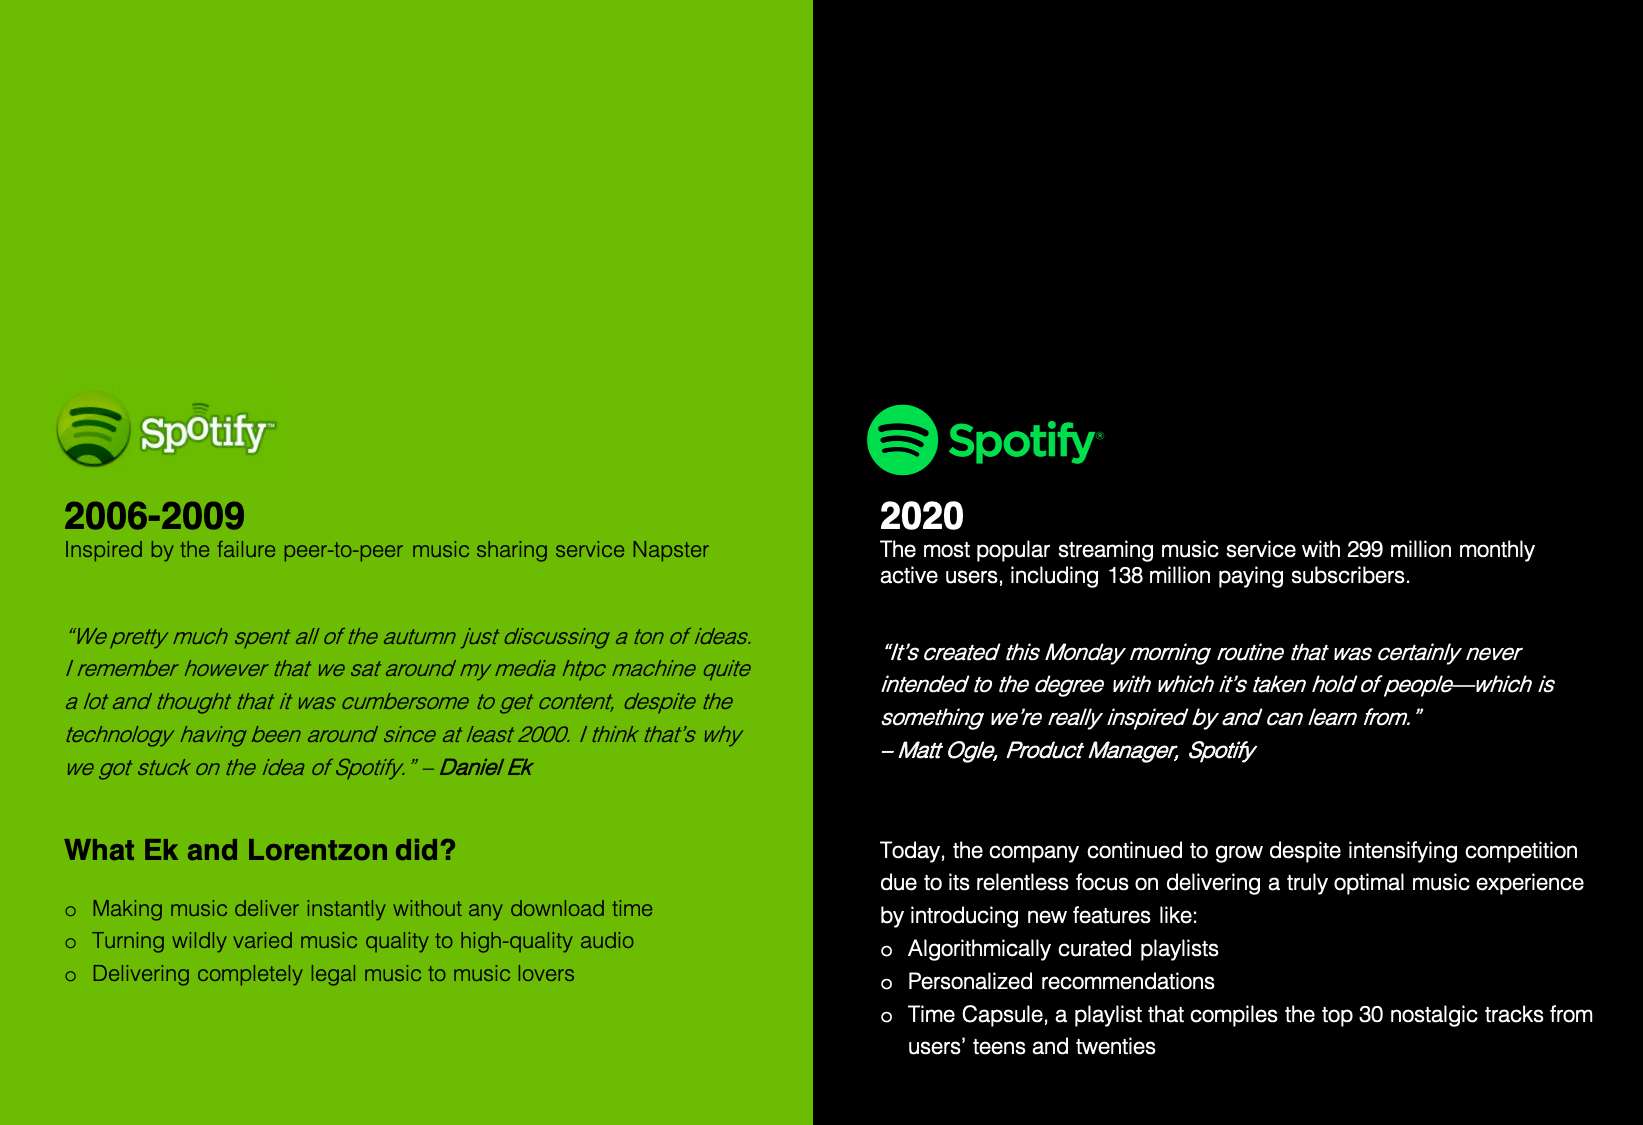 Spotify™
2006-2009
Inspired by the failure peer-to-peer music sharing service Napster
“We pretty much spent all of the autumn just discussing a ton of ideas.
I remember however that we sat around my media htpc machine quite
a lot and thought that it was cumbersome to get content, despite the
technology having been around since at least 2000. I think that’s why
we got stuck on the idea of Spotify.” – Daniel Ek
What Ek and Lorentzon did?
o Making music deliver instantly without any download time
o Turning wildly varied music quality to high-quality audio
o Delivering completely legal music to music lovers
Spotify®
2020
The most popular streaming music service with 299 million monthly
active users, including 138 million paying subscribers.
“It’s created this Monday morning routine that was certainly never
intended to the degree with which it’s taken hold of people—which is
something we’re really inspired by and can learn from.”
– Matt Ogle, Product Manager, Spotify
Today, the company continued to grow despite intensifying competition
due to its relentless focus on delivering a truly optimal music experience
by introducing new features like:
o Algorithmically curated playlists
o Personalized recommendations
o Time Capsule, a playlist that compiles the top 30 nostalgic tracks from
users’ teens and twenties